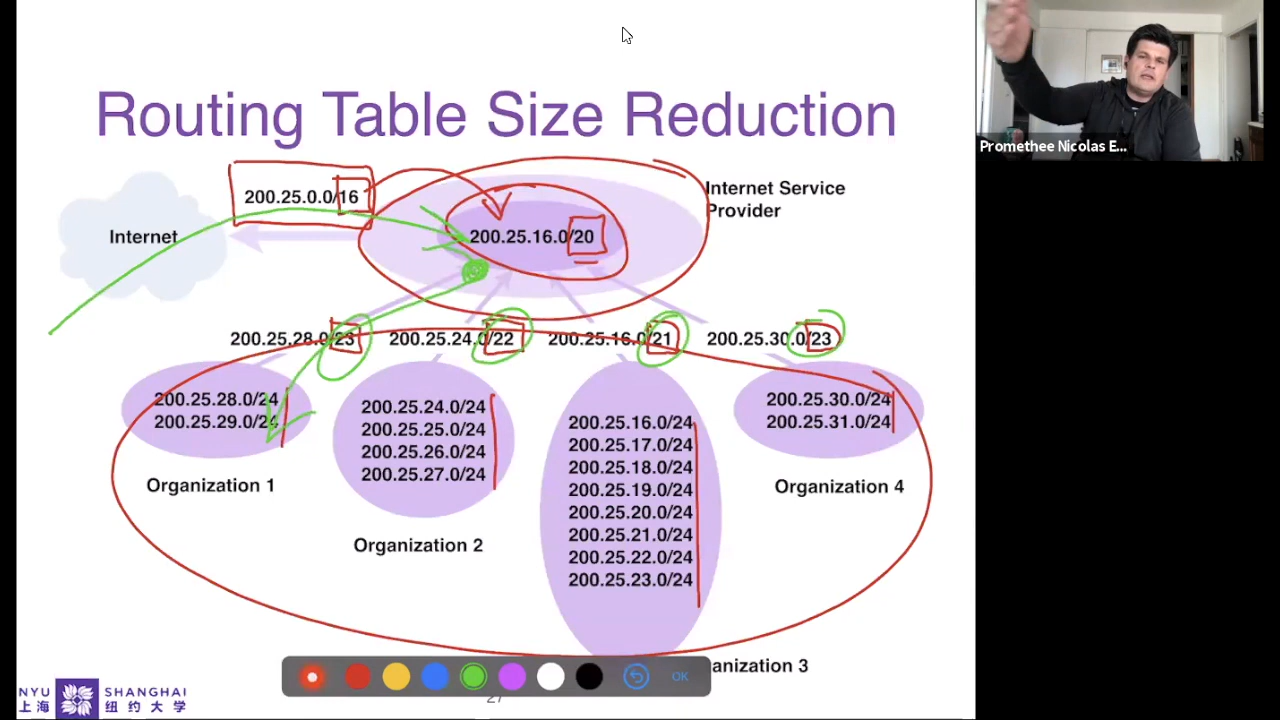 Routing Table Size Reduction
Promethee Nicolas E...
200.25.0.0/16
Internet Service
Provider
Internet
200.25.16.0/20
200.25.28.0/23
200.25.24.0/22
200.25.16.0/21
200.25.30.0/23
200.25.28.0/24
200.25.29.0/24
Organization 1
200.25.24.0/24
200.25.25.0/24
200.25.26.0/24
200.25.27.0/24
Organization 2
200.25.16.0/24
200.25.17.0/24
200.25.18.0/24
200.25.19.0/24
200.25.20.0/24
200.25.21.0/24
200.25.22.0/24
200.25.23.0/24
anization 3
200.25.30.0/24
200.25.31.0/24
Organization 4
OK
27
NYU SHANGHAI
上海 纽约大学